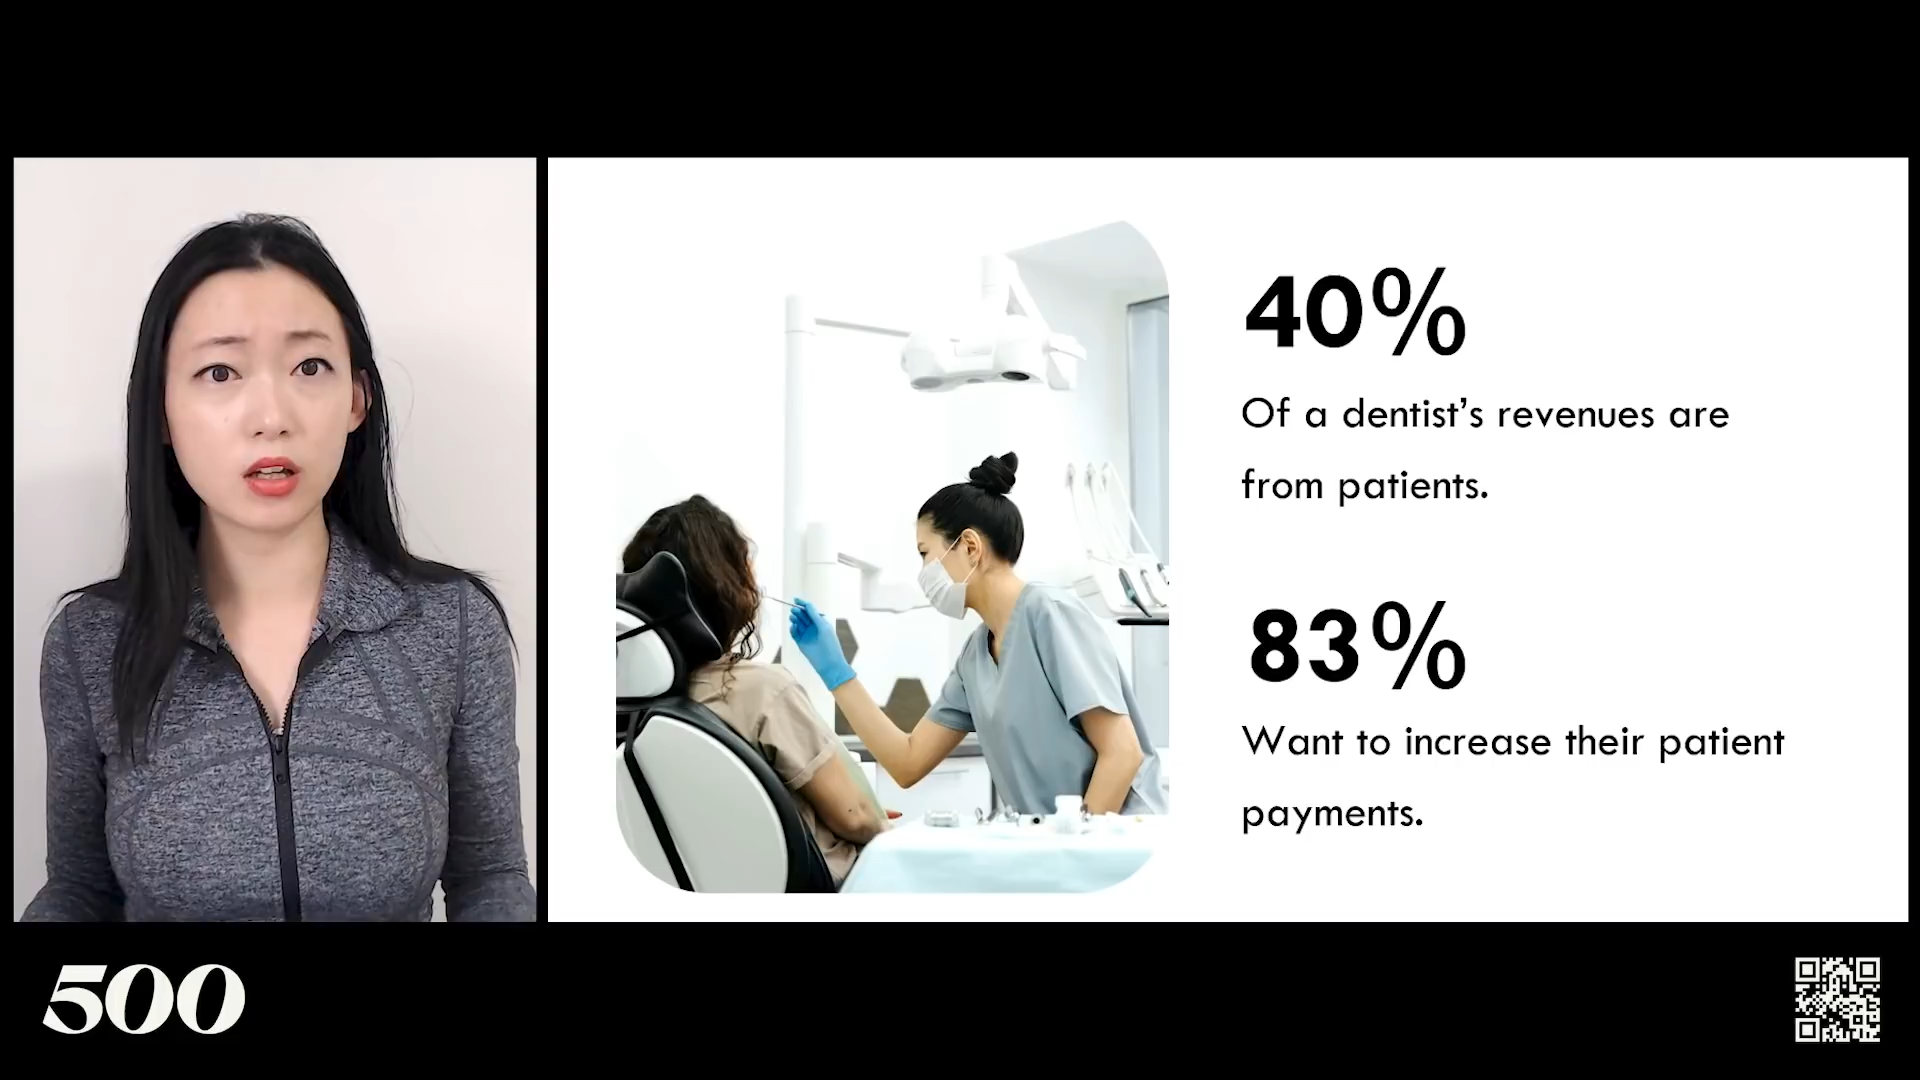 40%
Of a dentist’s revenues are
from patients.
83%
Want to increase their patient
payments.
500